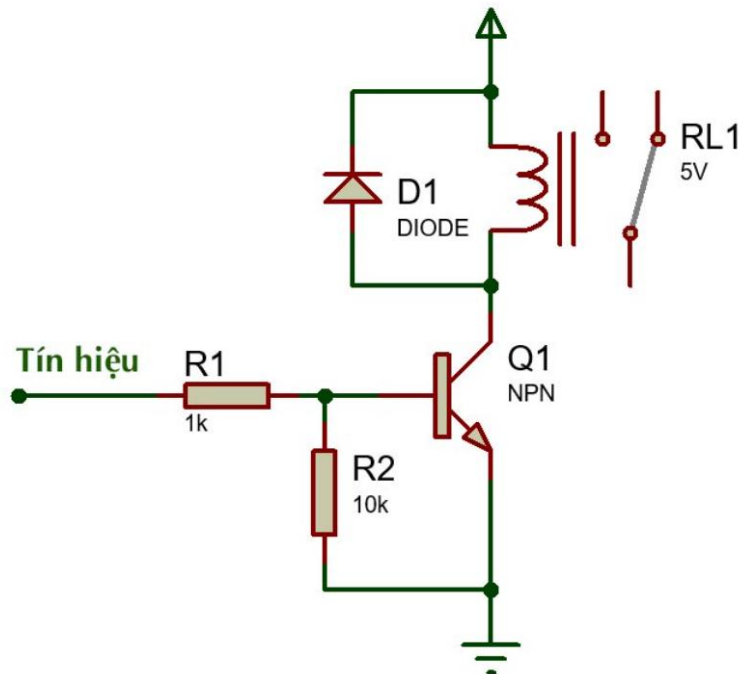 RL1
5V
D1
DIODE
Tín hiệu
R1
1k
Q1
NPN
R2
10k